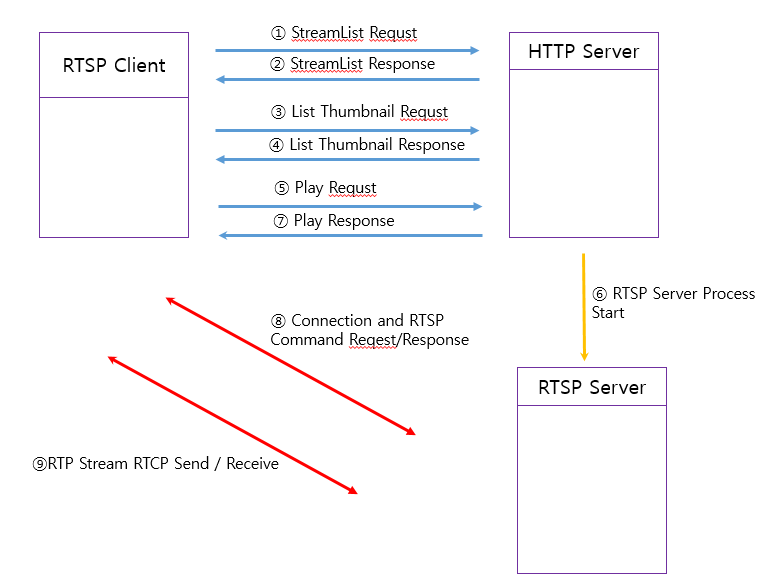 RTSP Client
① StreamList Requst
② StreamList Response
HTTP Server
③ List Thumbnail Requst
④ List Thumbnail Response
⑤ Play Requst
⑦ Play Response
⑥ RTSP Server Process
Start
⑧ Connection and RTSP
Command Reqest/Response
RTSP Server
⑨RTP Stream RTCP Send / Receive